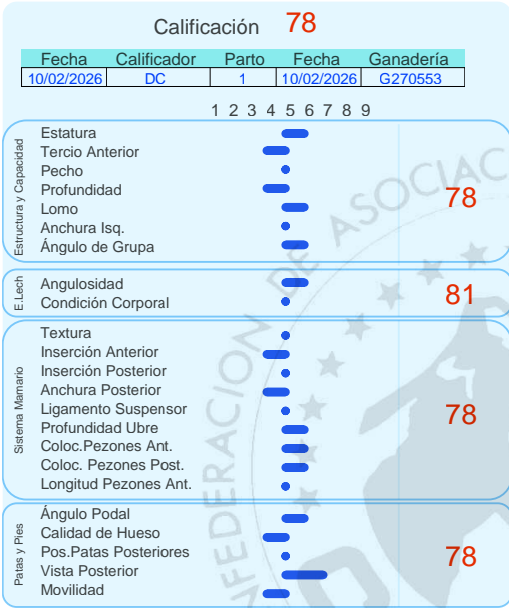 Calificación 78
Fecha Calificador Parto Fecha Ganadería
10/02/2026 DC 1 10/02/2026 G270553
1 2 3 4 5 6 7 8 9
Estructura y Capacidad
Estatura
Tercio Anterior
Pecho
Profundidad
Lomo
Anchura Isq.
Ángulo de Grupa
78
E.Lech
Angulosidad
Condición Corporal
81
Sistema Mamario
Textura
Inserción Anterior
Inserción Posterior
Anchura Posterior
Ligamento Suspensor
Profundidad Ubre
Coloc.Pezones Ant.
Coloc. Pezones Post.
Longitud Pezones Ant.
78
Patas y Pies
Ángulo Podal
Calidad de Hueso
Pos.Patas Posteriores
Vista Posterior
Movilidad
78
NFEDERACION DE ASOCIAC